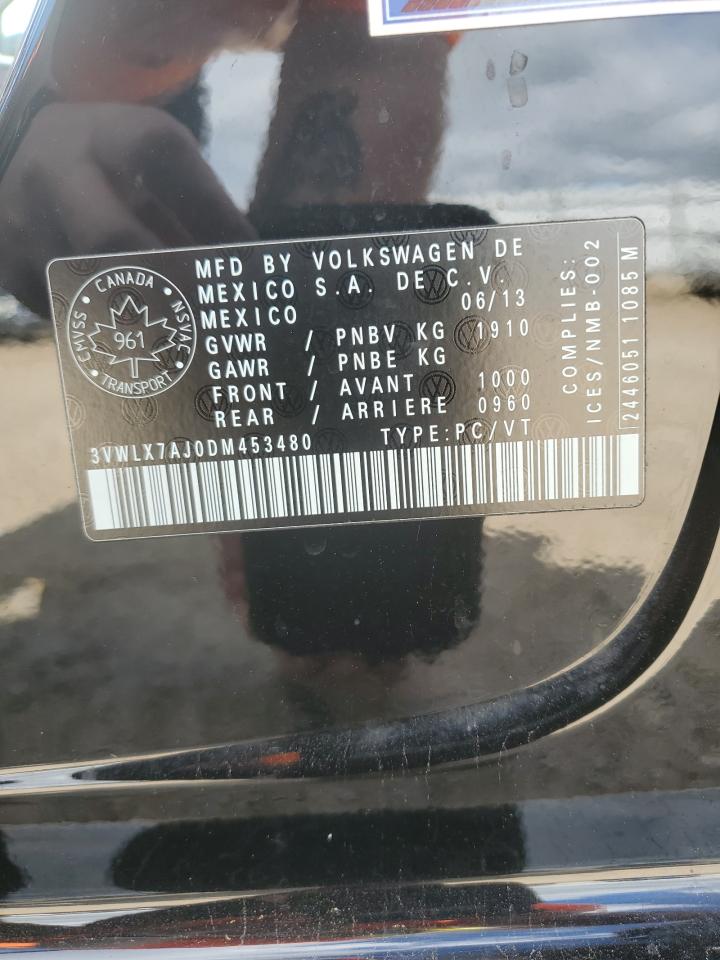 CMVSS • CANADA • NSVAC
961
• TRANSPORT •
MFD BY VOLKSWAGEN DE
MEXICO S.A. DE C.V.
MEXICO 06/13
GVWR / PNBV KG 1910
GAWR / PNBE KG
FRONT / AVANT 1000
REAR / ARRIERE 0960
3VWLX7AJ0DM453480 TYPE:PC/VT
COMPLIES:
ICES/NMB-002
2446051 1085 M